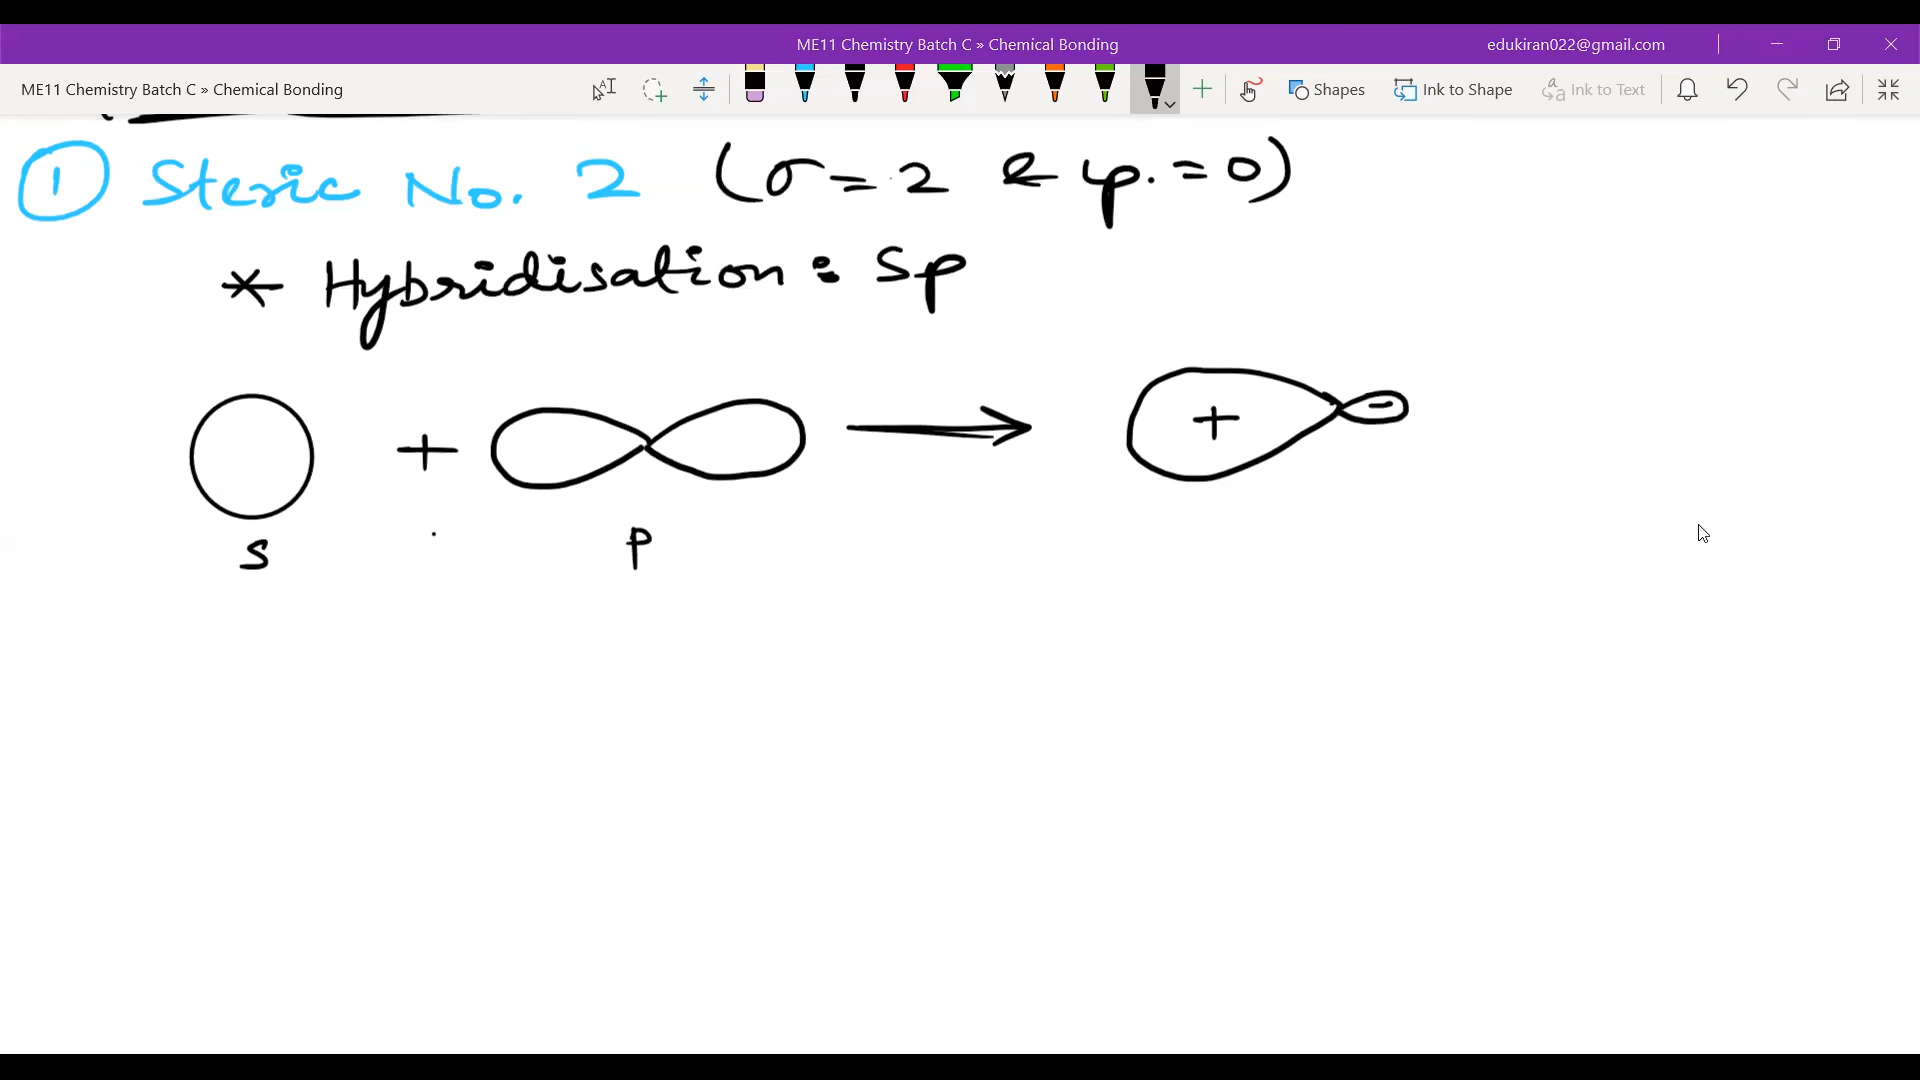 ME11 Chemistry Batch C » Chemical Bonding edukiran022@gmail.com
ME11 Chemistry Batch C » Chemical Bonding Shapes Ink to Shape Ink to Text
① Steric No. 2 (σ = 2 & lp. = 0)
* Hybridisation : sp
+ + -
s p